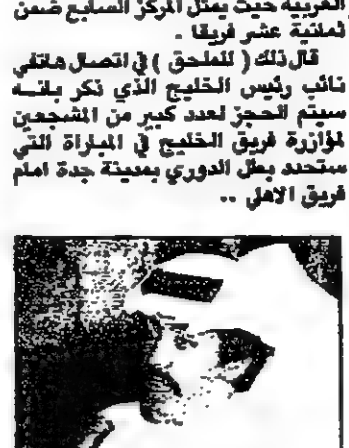 الغربية حيث يمثل المركز السابع ضمن
ثمانية عشر فريقا .
قال ذلك ( للملحق ) في اتصال هاتفي
نائب رئيس الخليج الذي ذكر بانه
سيتم الحجز لعدد كبير من المشجعين
لمؤازرة فريق الخليج في المباراة التي
ستحدد بطل الدوري بمدينة جدة امام
فريق الاهلي ..